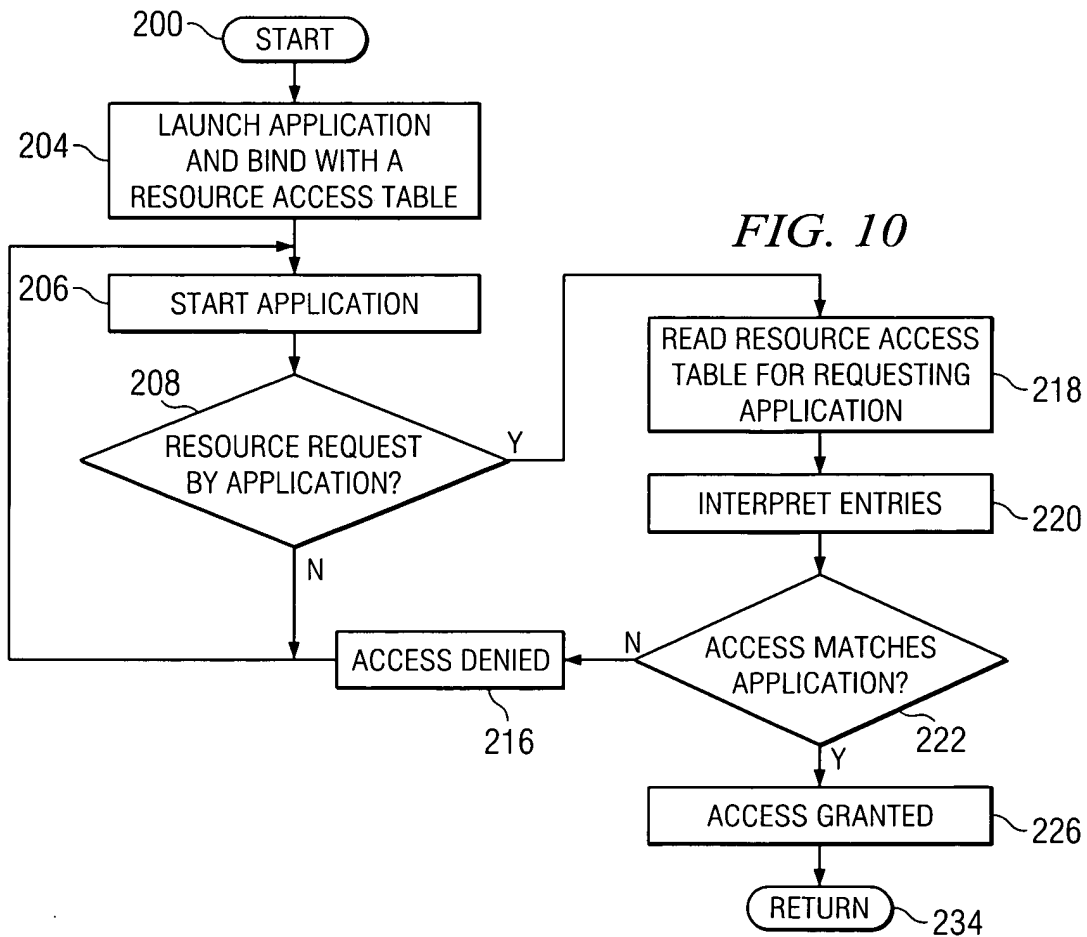 200
START
204
LAUNCH APPLICATION
AND BIND WITH A
RESOURCE ACCESS TABLE
FIG. 10
206
START APPLICATION
208
RESOURCE REQUEST
BY APPLICATION?
Y
N
READ RESOURCE ACCESS
TABLE FOR REQUESTING
APPLICATION
218
INTERPRET ENTRIES
220
ACCESS MATCHES
APPLICATION?
222
N
Y
ACCESS DENIED
216
ACCESS GRANTED
226
RETURN
234